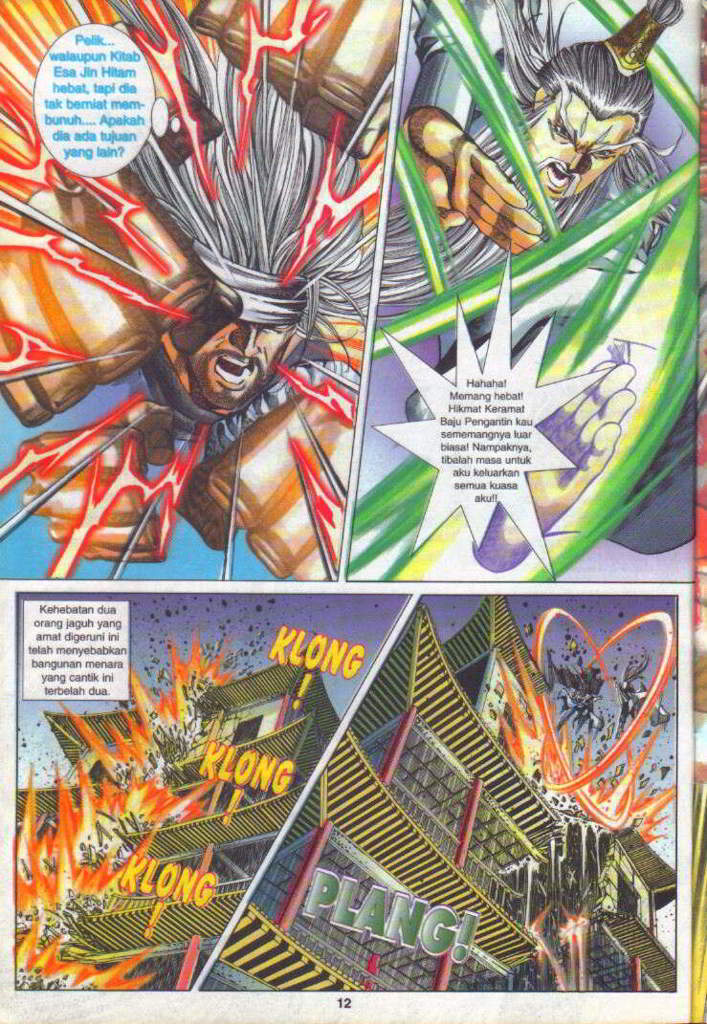 Pelik...
walaupun Kitab
Esa Jin Hitam
hebat, tapi dia
tak berniat mem-
bunuh.... Apakah
dia ada tujuan
yang lain?
Hahaha!
Memang hebat!
Hikmat Keramat
Baju Pengantin kau
sememangnya luar
biasa! Nampaknya,
tibalah masa untuk
aku keluarkan
semua kuasa
aku!!
Kehebatan dua
orang jaguh yang
amat digeruni ini
telah menyebabkan
bangunan menara
yang cantik ini
terbelah dua.
KLONG
!
KLONG
!
KLONG
!
PLANG!
12